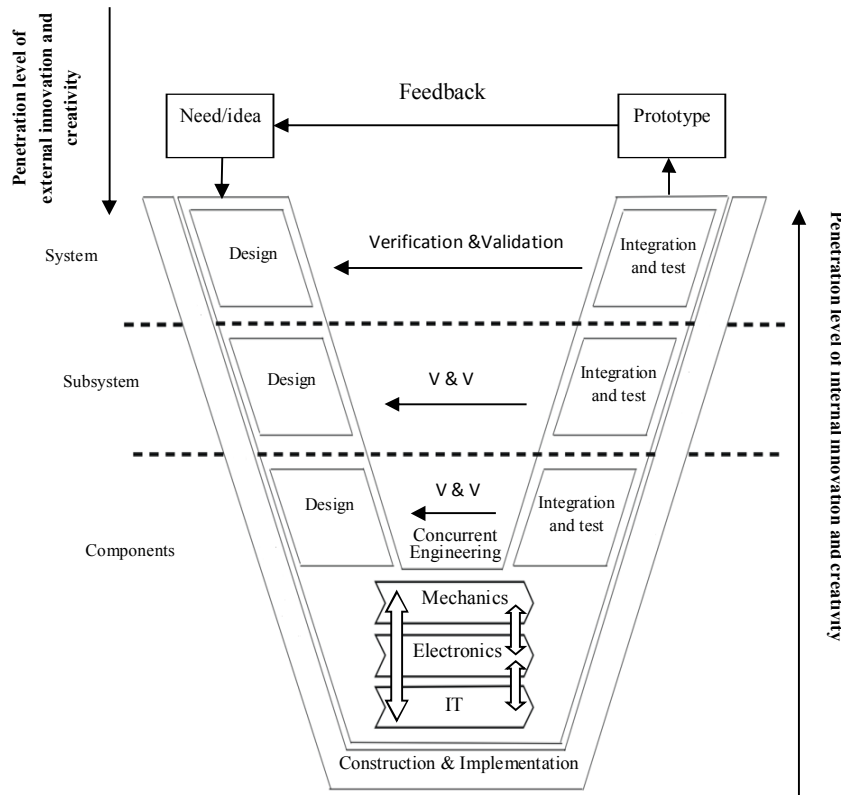 Penetration level of
external innovation and
creativity
Feedback
Need/idea
Prototype
System
Design
Verification &Validation
Integration
and test
Subsystem
Design
V & V
Integration
and test
Components
Design
V & V
Integration
and test
Concurrent
Engineering
Mechanics
Electronics
IT
Construction & Implementation
Penetration level of internal innovation and creativity